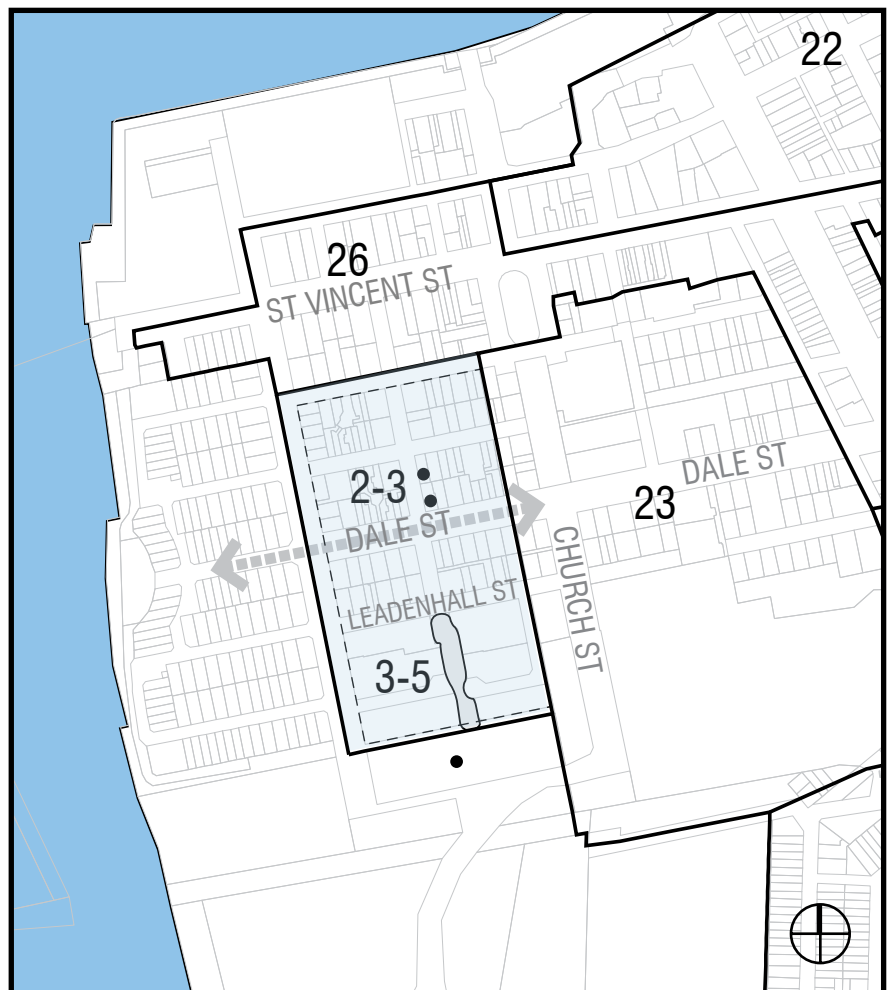 22
26
ST VINCENT ST
2-3
DALE ST
DALE ST
23
LEADENHALL ST
CHURCH ST
3-5